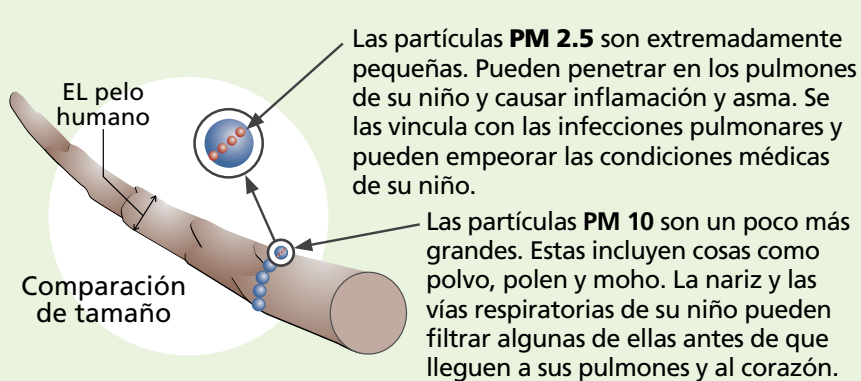 Las partículas PM 2.5 son extremadamente
pequeñas. Pueden penetrar en los pulmones
de su niño y causar inflamación y asma. Se
las vincula con las infecciones pulmonares y
pueden empeorar las condiciones médicas
de su niño.
EL pelo
humano
Las partículas PM 10 son un poco más
grandes. Estas incluyen cosas como
polvo, polen y moho. La nariz y las
vías respiratorias de su niño pueden
filtrar algunas de ellas antes de que
lleguen a sus pulmones y al corazón.
Comparación
de tamaño